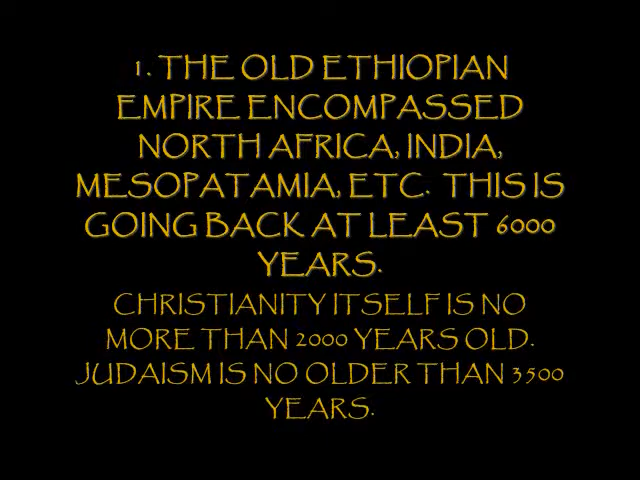 1. THE OLD ETHIOPIAN
EMPIRE ENCOMPASSED
NORTH AFRICA, INDIA,
MESOPATAMIA, ETC. THIS IS
GOING BACK AT LEAST 6000
YEARS.
CHRISTIANITY ITSELF IS NO
MORE THAN 2000 YEARS OLD.
JUDAISM IS NO OLDER THAN 3500
YEARS.